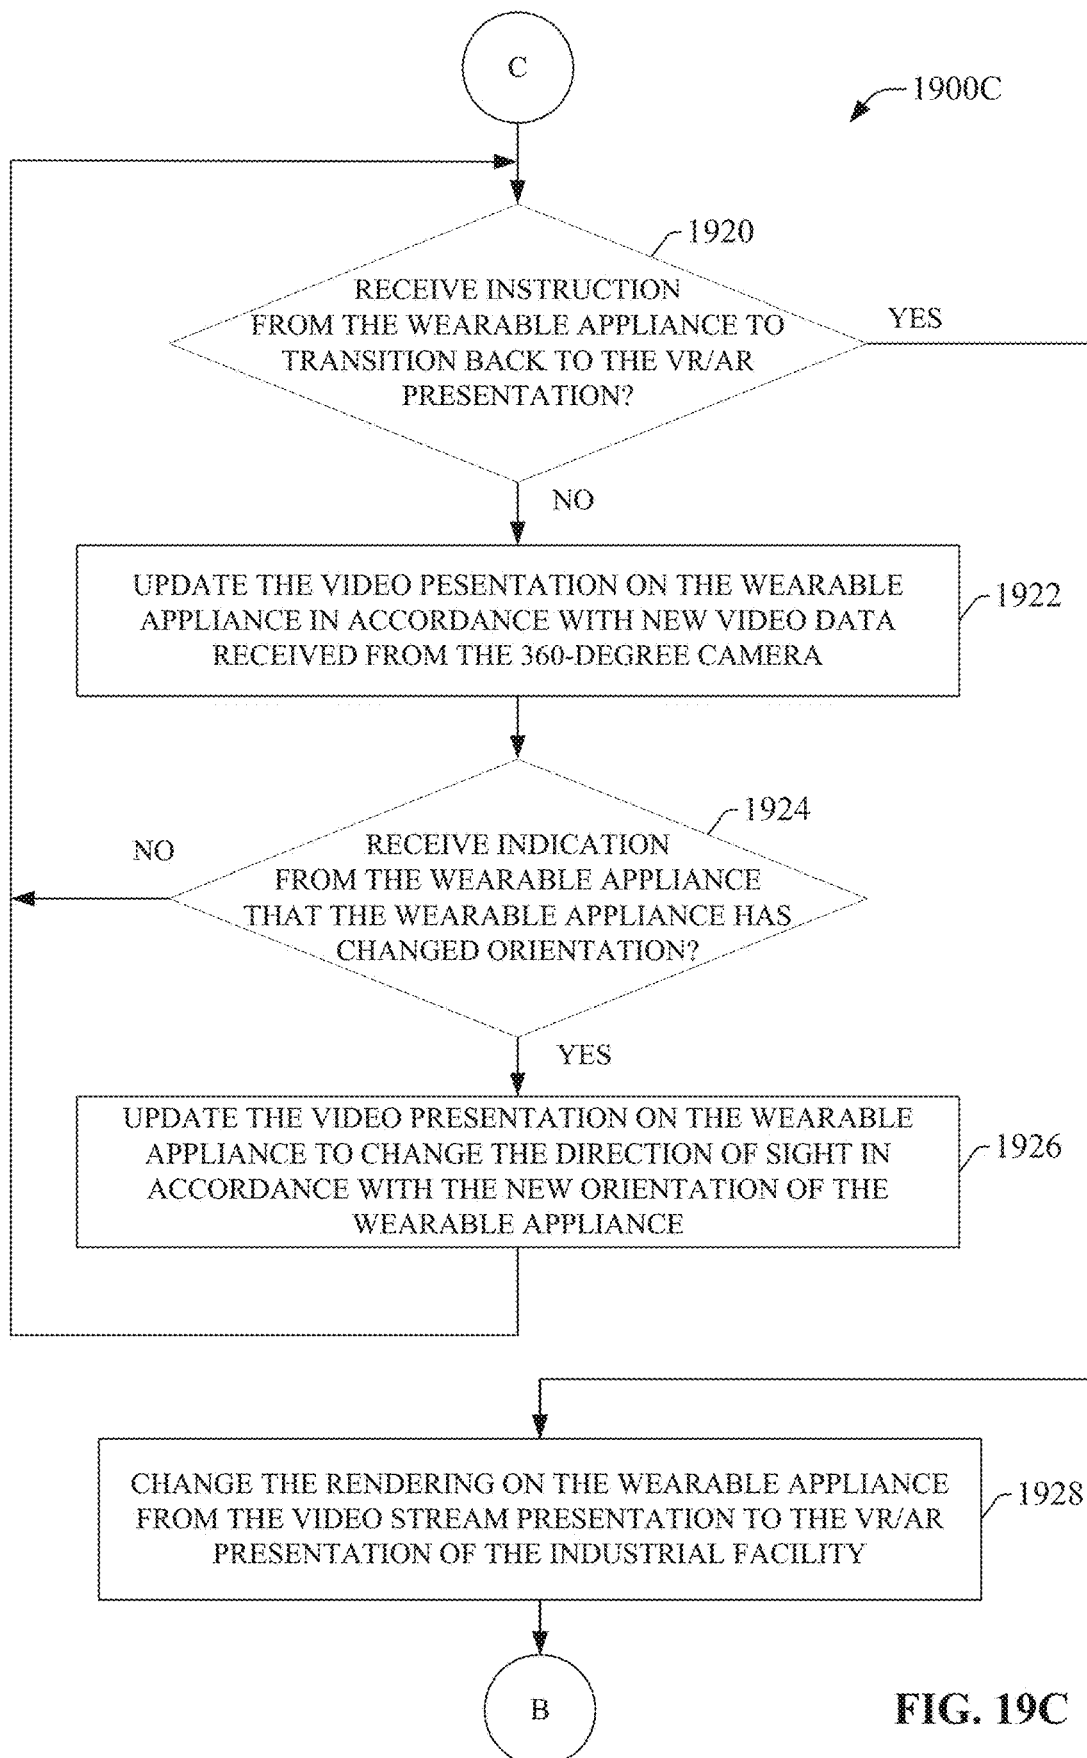 C
1900C
1920
RECEIVE INSTRUCTION
FROM THE WEARABLE APPLIANCE TO
TRANSITION BACK TO THE VR/AR
PRESENTATION?
YES
NO
UPDATE THE VIDEO PESENTATION ON THE WEARABLE
APPLIANCE IN ACCORDANCE WITH NEW VIDEO DATA
RECEIVED FROM THE 360-DEGREE CAMERA
1922
1924
NO
RECEIVE INDICATION
FROM THE WEARABLE APPLIANCE
THAT THE WEARABLE APPLIANCE HAS
CHANGED ORIENTATION?
YES
UPDATE THE VIDEO PRESENTATION ON THE WEARABLE
APPLIANCE TO CHANGE THE DIRECTION OF SIGHT IN
ACCORDANCE WITH THE NEW ORIENTATION OF THE
WEARABLE APPLIANCE
1926
CHANGE THE RENDERING ON THE WEARABLE APPLIANCE
FROM THE VIDEO STREAM PRESENTATION TO THE VR/AR
PRESENTATION OF THE INDUSTRIAL FACILITY
1928
B
FIG. 19C